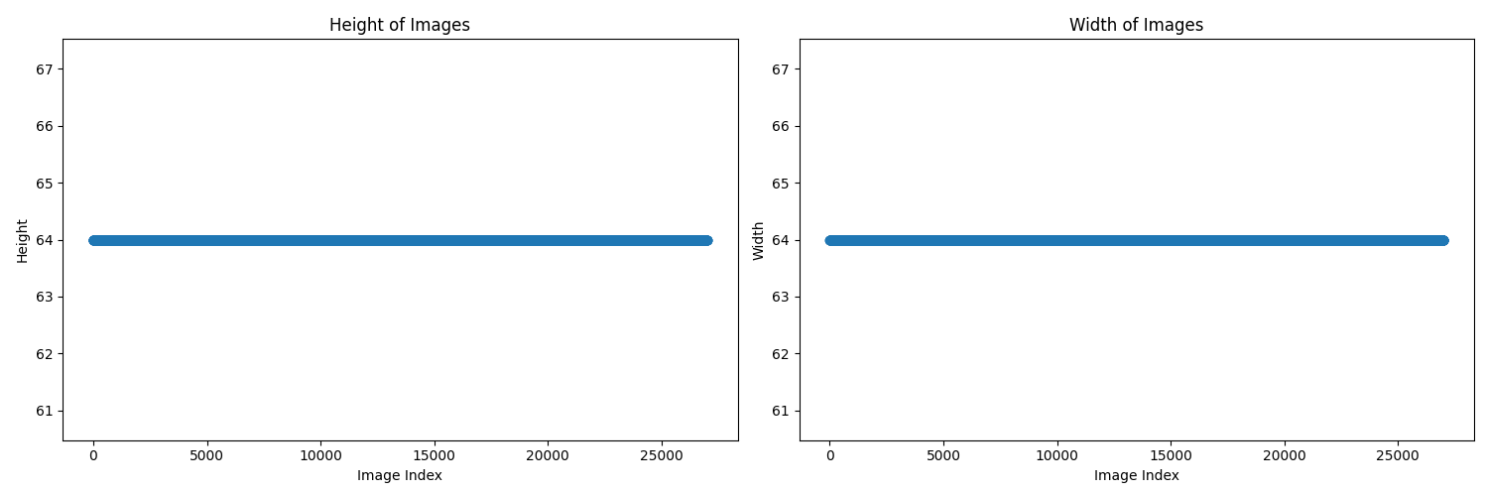 Height of Images
67
66
65
64
63
62
61
Height
0 5000 10000 15000 20000 25000
Image Index
Width of Images
67
66
65
64
63
62
61
Width
0 5000 10000 15000 20000 25000
Image Index